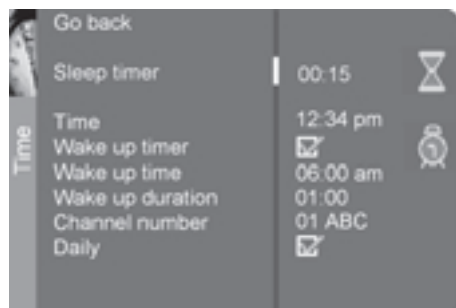 Go back
Sleep timer 00:15
Time 12:34 pm
Wake up timer
Wake up time 06:00 am
Wake up duration 01:00
Channel number 01 ABC
Daily
Time